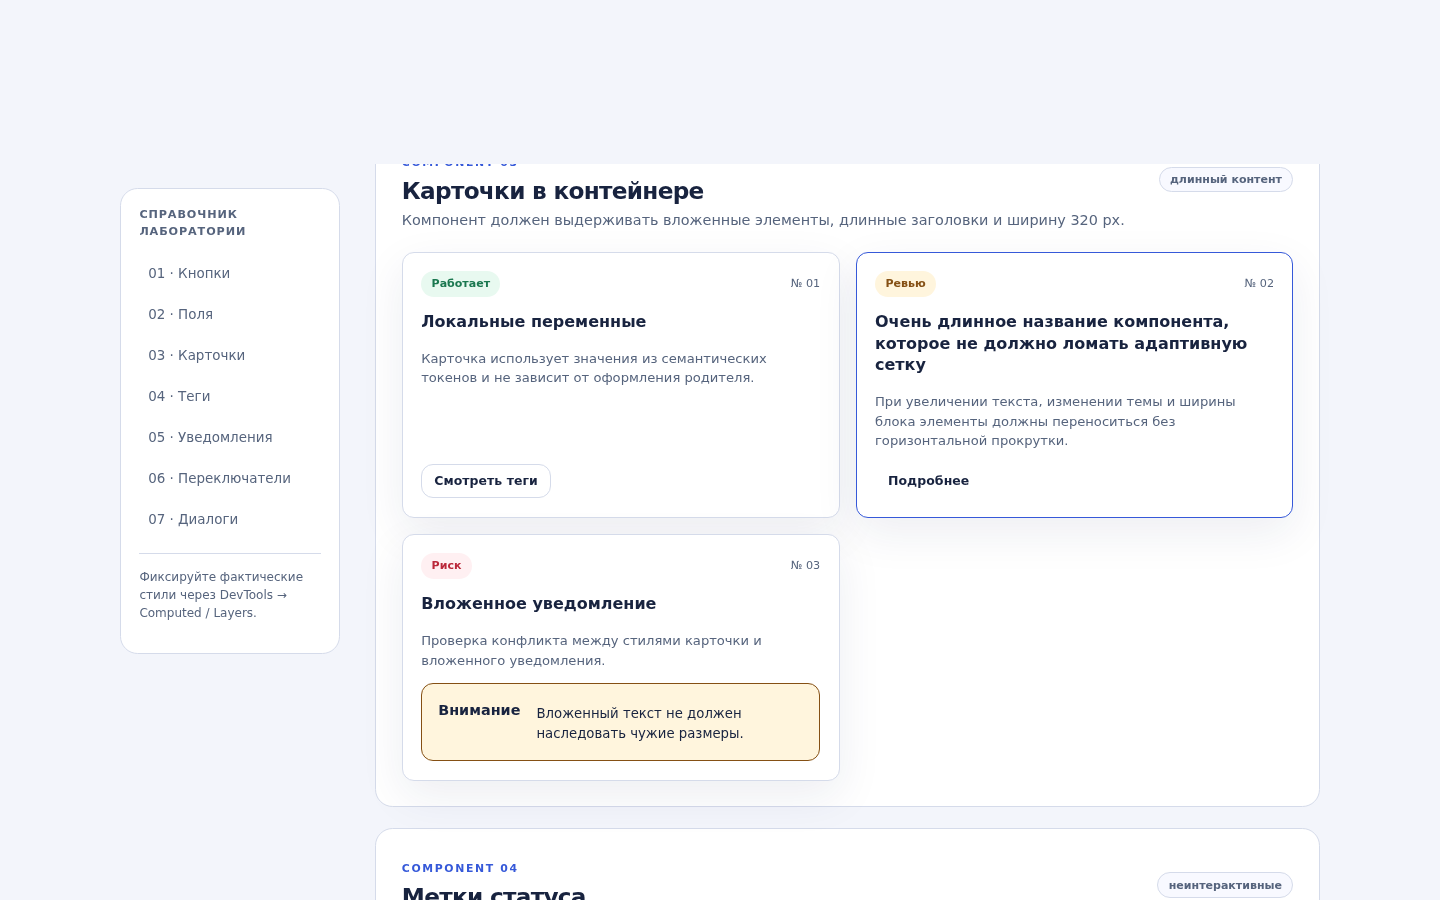 СПРАВОЧНИК
ЛАБОРАТОРИИ
01 · Кнопки
02 · Поля
03 · Карточки
04 · Теги
05 · Уведомления
06 · Переключатели
07 · Диалоги
Фиксируйте фактические
стили через DevTools →
Computed / Layers.
Карточки в контейнере
длинный контент
Компонент должен выдерживать вложенные элементы, длинные заголовки и ширину 320 px.
Работает
№ 01
Локальные переменные
Карточка использует значения из семантических
токенов и не зависит от оформления родителя.
Смотреть теги
Ревью
№ 02
Очень длинное название компонента,
которое не должно ломать адаптивную
сетку
При увеличении текста, изменении темы и ширины
блока элементы должны переноситься без
горизонтальной прокрутки.
Подробнее
Риск
№ 03
Вложенное уведомление
Проверка конфликта между стилями карточки и
вложенного уведомления.
Внимание
Вложенный текст не должен
наследовать чужие размеры.
COMPONENT 04
Метки статуса
неинтерактивные